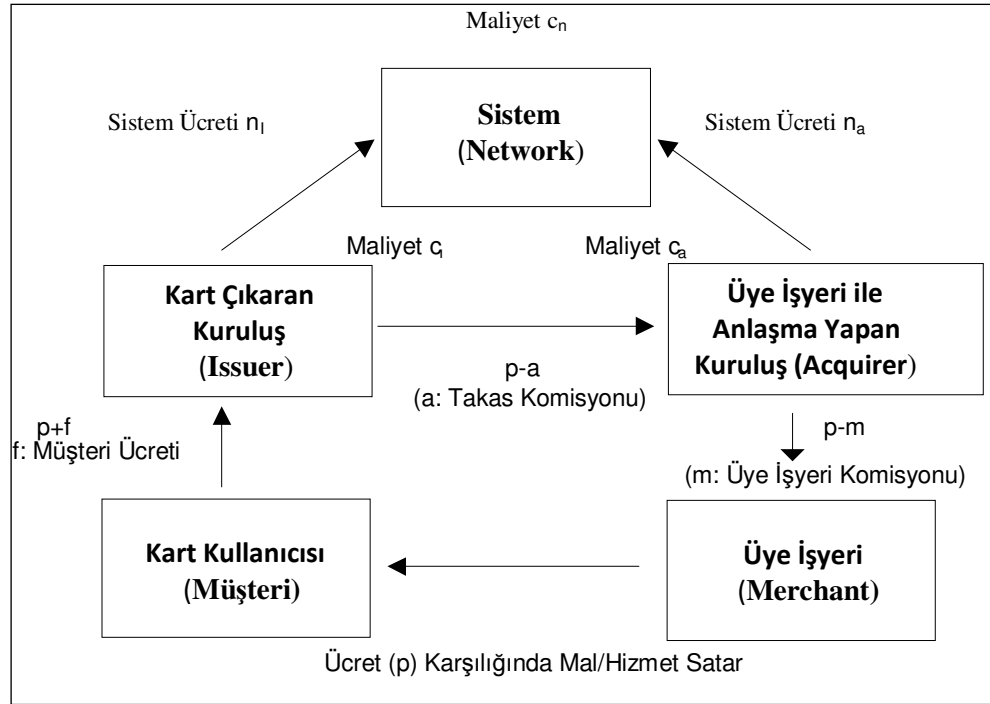 Maliyet cₙ
Sistem
(Network)
Sistem Ücreti nₗ
Sistem Ücreti nₐ
Maliyet cᵢ
Maliyet cₐ
Kart Çıkaran
Kuruluş
(Issuer)
Üye İşyeri ile
Anlaşma Yapan
Kuruluş (Acquirer)
p-a
(a: Takas Komisyonu)
p+f
f: Müşteri Ücreti
p-m
(m: Üye İşyeri Komisyonu)
Kart Kullanıcısı
(Müşteri)
Üye İşyeri
(Merchant)
Ücret (p) Karşılığında Mal/Hizmet Satar